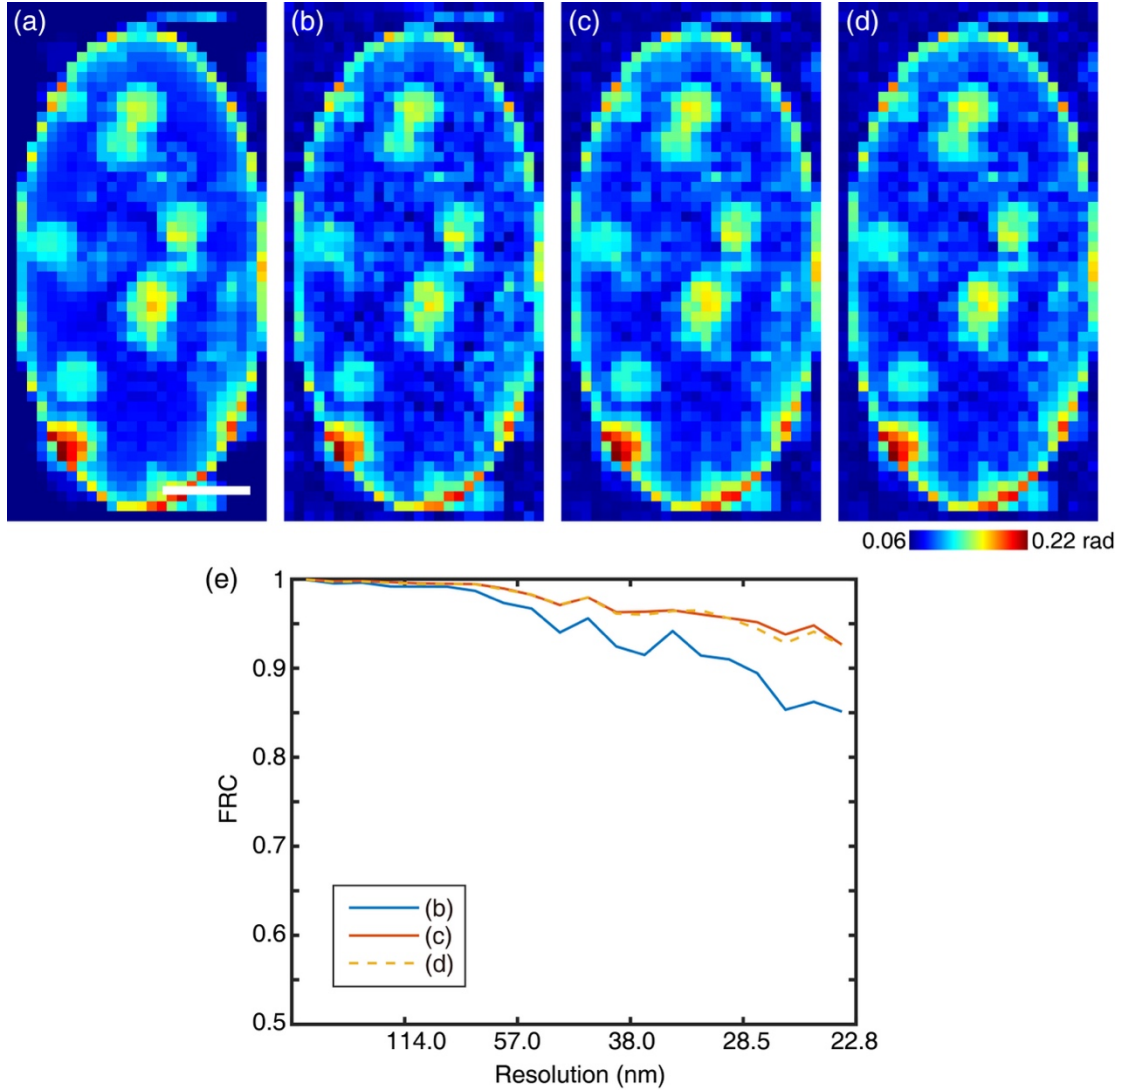 (a) (b) (c) (d)
0.06 0.22 rad
(e)
1
0.9
0.8
0.7
0.6
0.5
FRC
(b)
(c)
(d)
114.0 57.0 38.0 28.5 22.8
Resolution (nm)